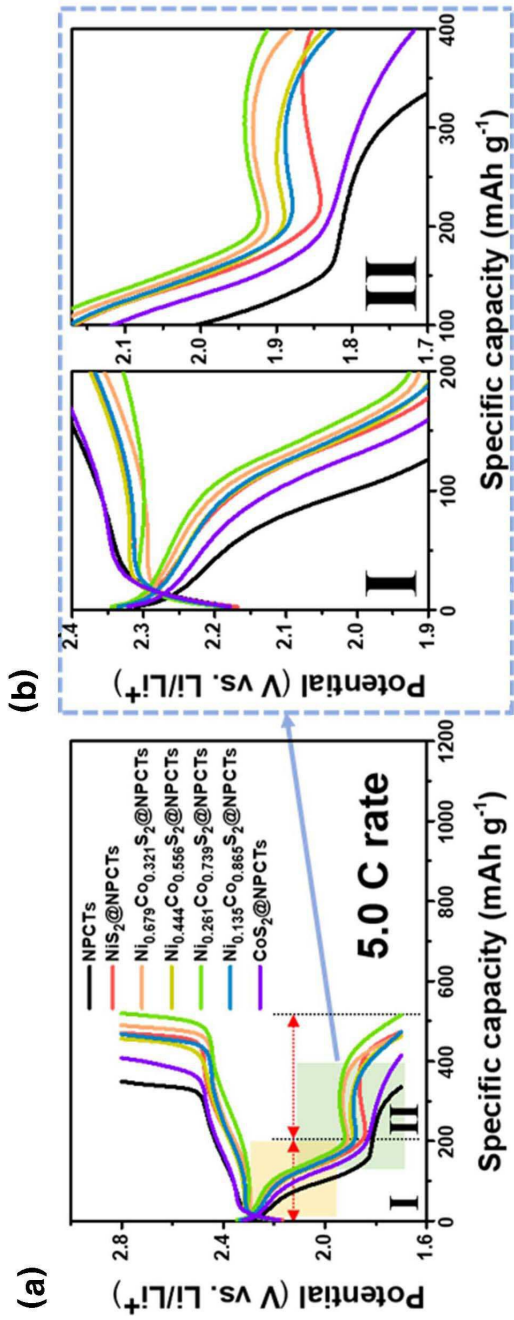 (a)
Potential (V vs. Li/Li⁺)
2.8
2.4
2.0
1.6
NPCTs
NiS₂@NPCTs
Ni₀.₆₇₉Co₀.₃₂₁S₂@NPCTs
Ni₀.₄₄₄Co₀.₅₅₆S₂@NPCTs
Ni₀.₂₆₁Co₀.₇₃₉S₂@NPCTs
Ni₀.₁₃₅Co₀.₈₆₅S₂@NPCTs
CoS₂@NPCTs
5.0 C rate
I II
0 200 400 600 800 1000 1200
Specific capacity (mAh g⁻¹)
(b)
Potential (V vs. Li/Li⁺)
2.4
2.3
2.2
2.1
2.0
1.9
I
0 100 200
2.1
2.0
1.9
1.8
1.7
II
100 200 300 400
Specific capacity (mAh g⁻¹)